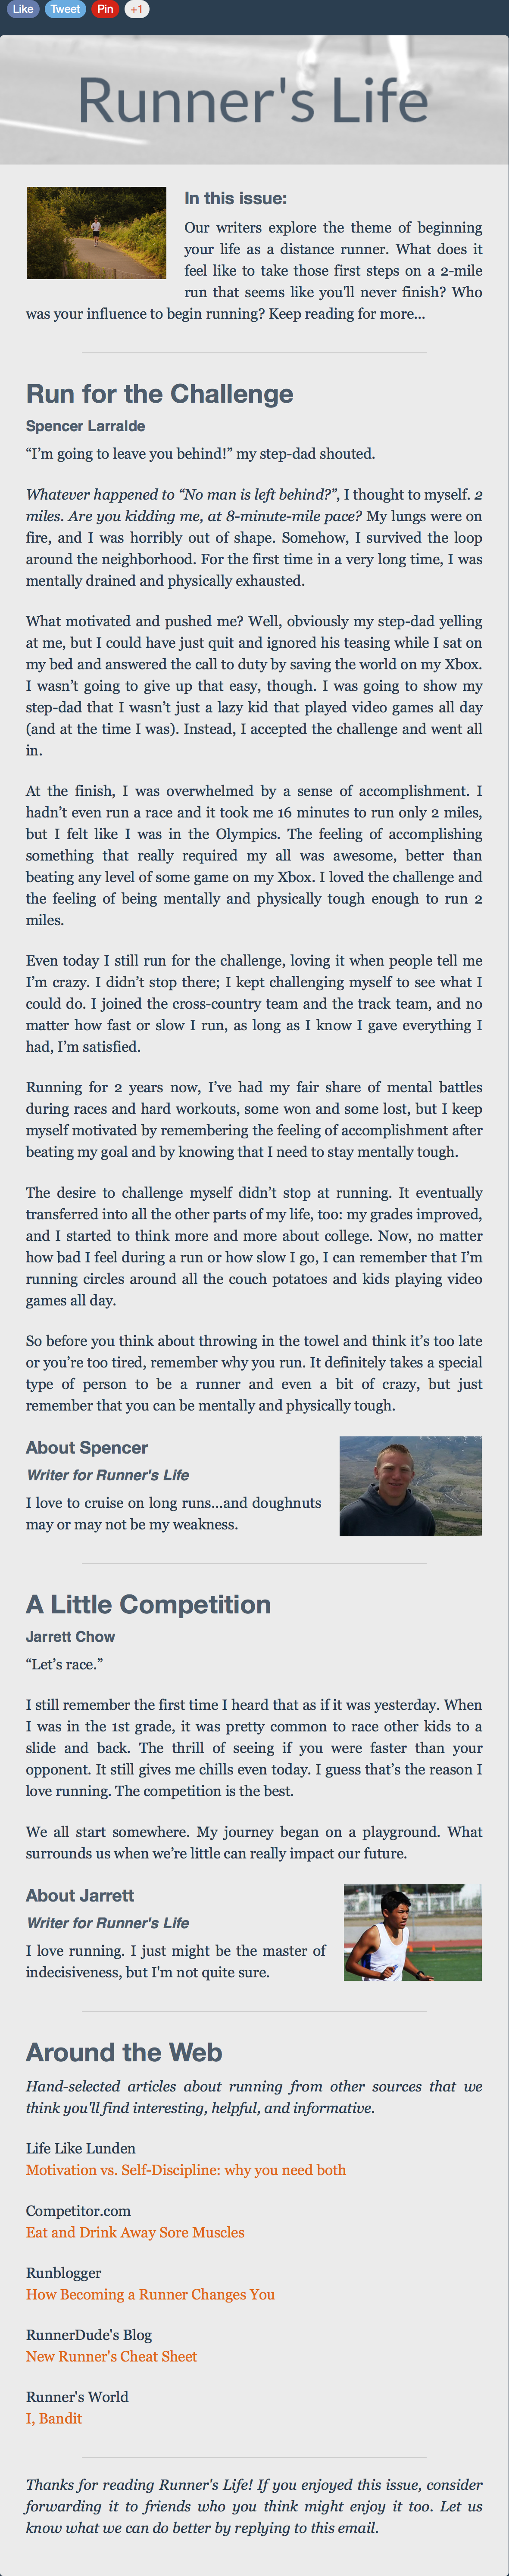 Like Tweet Pin +1
Runner's Life
In this issue:
Our writers explore the theme of beginning
your life as a distance runner. What does it
feel like to take those first steps on a 2-mile
run that seems like you'll never finish? Who
was your influence to begin running? Keep reading for more...
Run for the Challenge
Spencer Larralde
“I’m going to leave you behind!” my step-dad shouted.
Whatever happened to “No man is left behind?”, I thought to myself. 2
miles. Are you kidding me, at 8-minute-mile pace? My lungs were on
fire, and I was horribly out of shape. Somehow, I survived the loop
around the neighborhood. For the first time in a very long time, I was
mentally drained and physically exhausted.
What motivated and pushed me? Well, obviously my step-dad yelling
at me, but I could have just quit and ignored his teasing while I sat on
my bed and answered the call to duty by saving the world on my Xbox.
I wasn’t going to give up that easy, though. I was going to show my
step-dad that I wasn’t just a lazy kid that played video games all day
(and at the time I was). Instead, I accepted the challenge and went all
in.
At the finish, I was overwhelmed by a sense of accomplishment. I
hadn’t even run a race and it took me 16 minutes to run only 2 miles,
but I felt like I was in the Olympics. The feeling of accomplishing
something that really required my all was awesome, better than
beating any level of some game on my Xbox. I loved the challenge and
the feeling of being mentally and physically tough enough to run 2
miles.
Even today I still run for the challenge, loving it when people tell me
I’m crazy. I didn’t stop there; I kept challenging myself to see what I
could do. I joined the cross-country team and the track team, and no
matter how fast or slow I run, as long as I know I gave everything I
had, I’m satisfied.
Running for 2 years now, I’ve had my fair share of mental battles
during races and hard workouts, some won and some lost, but I keep
myself motivated by remembering the feeling of accomplishment after
beating my goal and by knowing that I need to stay mentally tough.
The desire to challenge myself didn’t stop at running. It eventually
transferred into all the other parts of my life, too: my grades improved,
and I started to think more and more about college. Now, no matter
how bad I feel during a run or how slow I go, I can remember that I’m
running circles around all the couch potatoes and kids playing video
games all day.
So before you think about throwing in the towel and think it’s too late
or you’re too tired, remember why you run. It definitely takes a special
type of person to be a runner and even a bit of crazy, but just
remember that you can be mentally and physically tough.
About Spencer
Writer for Runner's Life
I love to cruise on long runs...and doughnuts
may or may not be my weakness.
A Little Competition
Jarrett Chow
“Let’s race.”
I still remember the first time I heard that as if it was yesterday. When
I was in the 1st grade, it was pretty common to race other kids to a
slide and back. The thrill of seeing if you were faster than your
opponent. It still gives me chills even today. I guess that’s the reason I
love running. The competition is the best.
We all start somewhere. My journey began on a playground. What
surrounds us when we’re little can really impact our future.
About Jarrett
Writer for Runner's Life
I love running. I just might be the master of
indecisiveness, but I'm not quite sure.
Around the Web
Hand-selected articles about running from other sources that we
think you'll find interesting, helpful, and informative.
Life Like Lunden
Motivation vs. Self-Discipline: why you need both
Competitor.com
Eat and Drink Away Sore Muscles
Runblogger
How Becoming a Runner Changes You
RunnerDude's Blog
New Runner's Cheat Sheet
Runner's World
I, Bandit
Thanks for reading Runner's Life! If you enjoyed this issue, consider
forwarding it to friends who you think might enjoy it too. Let us
know what we can do better by replying to this email.